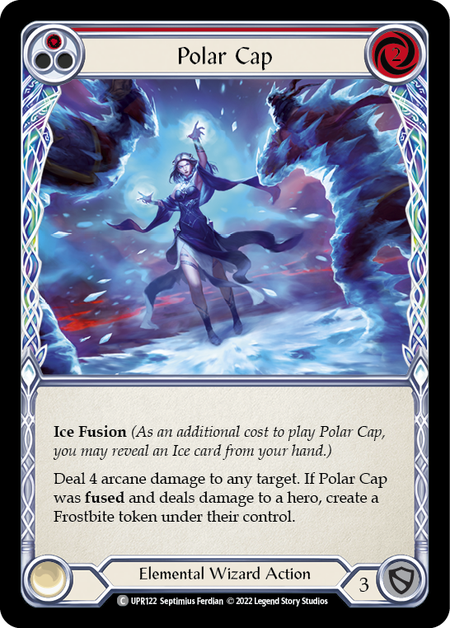 Polar Cap
2
Ice Fusion (As an additional cost to play Polar Cap,
you may reveal an Ice card from your hand.)
Deal 4 arcane damage to any target. If Polar Cap
was fused and deals damage to a hero, create a
Frostbite token under their control.
Elemental Wizard Action
3
C UPR122 Septimius Ferdian © 2022 Legend Story Studios